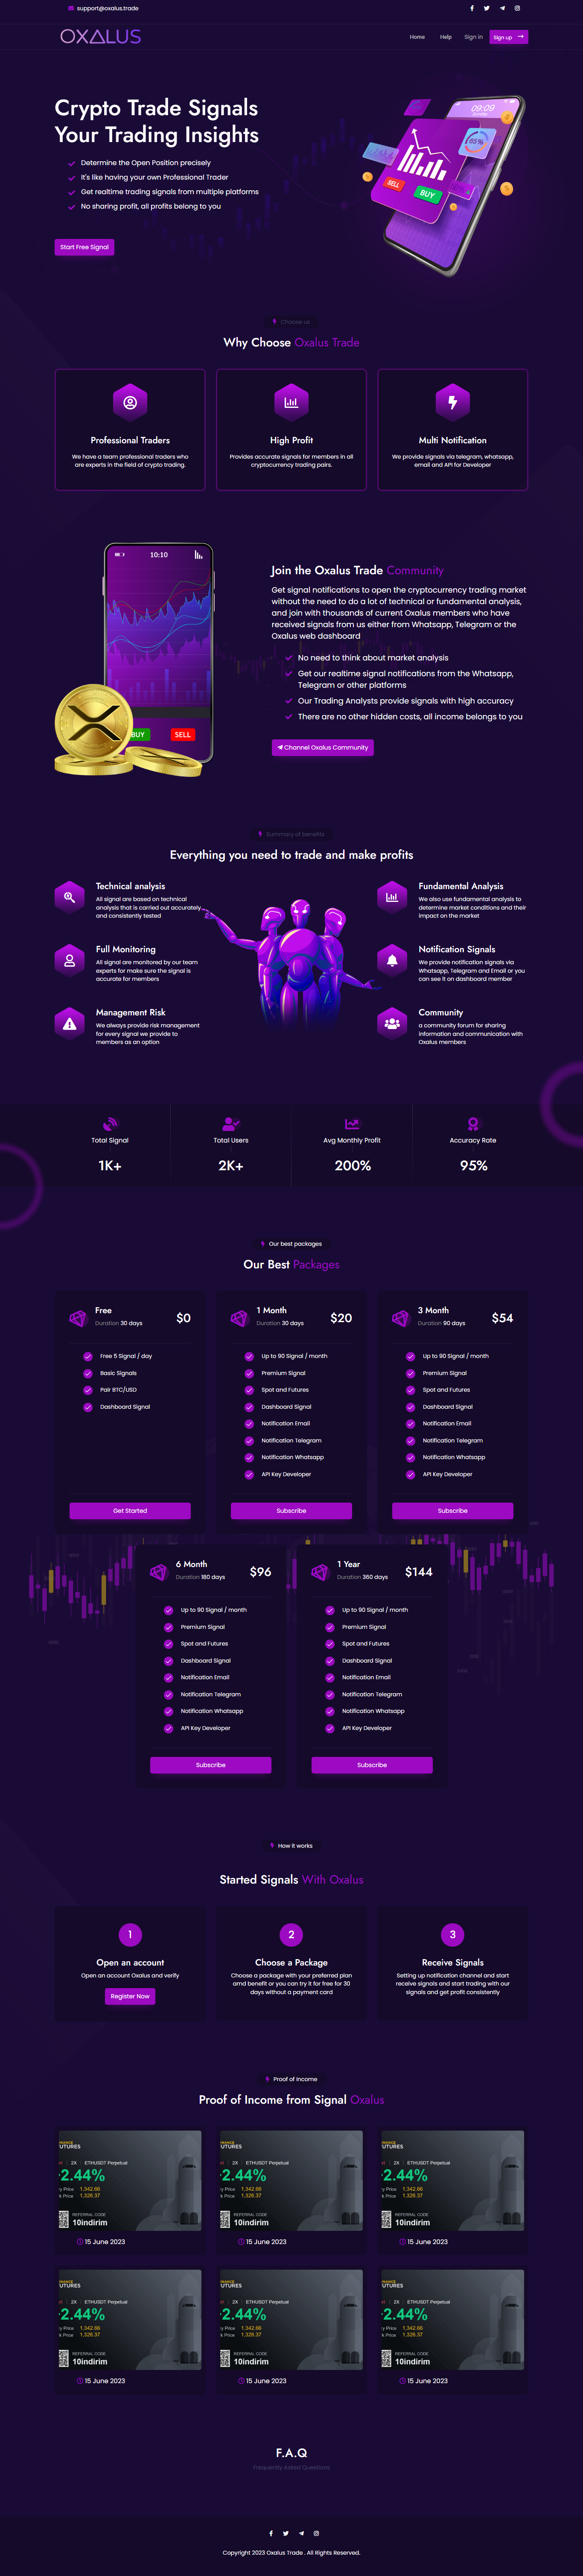 support@oxalus.trade
OXALUS
Home Help Sign in Sign up
Crypto Trade Signals
Your Trading Insights
Determine the Open Position precisely
It's like having your own Professional Trader
Get realtime trading signals from multiple platforms
No sharing profit, all profits belong to you
Start Free Signal
09:09
85%
SELL
BUY
Choose us
Why Choose Oxalus Trade
Professional Traders
We have a team professional traders who
are experts in the field of crypto trading.
High Profit
Provides accurate signals for members in all
cryptocurrency trading pairs.
Multi Notification
We provide signals via telegram, whatsapp,
email and API for Developer
10:10
BUY
SELL
Join the Oxalus Trade Community
Get signal notifications to open the cryptocurrency trading market
without the need to do a lot of technical or fundamental analysis,
and join with thousands of current Oxalus members who have
received signals from us either from Whatsapp, Telegram or the
Oxalus web dashboard
No need to think about market analysis
Get our realtime signal notifications from the Whatsapp,
Telegram or other platforms
Our Trading Analysts provide signals with high accuracy
There are no other hidden costs, all income belongs to you
Channel Oxalus Community
Summary of benefits
Everything you need to trade and make profits
Technical analysis
All signal are based on technical
analysis that is carried out accurately
and consistently tested
Full Monitoring
All signal are monitored by our team
experts for make sure the signal is
accurate for members
Management Risk
We always provide risk management
for every signal we provide to
members as an option
Fundamental Analysis
We also use fundamental analysis to
determine market conditions and their
impact on the market
Notification Signals
We provide notification signals via
Whatsapp, Telegram and Email or you
can see it on dashboard member
Community
a community forum for sharing
information and communication with
Oxalus members
Total Signal
1K+
Total Users
2K+
Avg Monthly Profit
200%
Accuracy Rate
95%
Our best packages
Our Best Packages
Free
Duration 30 days
$0
Free 5 Signal / day
Basic Signals
Pair BTC/USD
Dashboard Signal
Get Started
1 Month
Duration 30 days
$20
Up to 90 Signal / month
Premium Signal
Spot and Futures
Dashboard Signal
Notification Email
Notification Telegram
Notification Whatsapp
API Key Developer
Subscribe
3 Month
Duration 90 days
$54
Up to 90 Signal / month
Premium Signal
Spot and Futures
Dashboard Signal
Notification Email
Notification Telegram
Notification Whatsapp
API Key Developer
Subscribe
6 Month
Duration 180 days
$96
Up to 90 Signal / month
Premium Signal
Spot and Futures
Dashboard Signal
Notification Email
Notification Telegram
Notification Whatsapp
API Key Developer
Subscribe
1 Year
Duration 360 days
$144
Up to 90 Signal / month
Premium Signal
Spot and Futures
Dashboard Signal
Notification Email
Notification Telegram
Notification Whatsapp
API Key Developer
Subscribe
How it works
Started Signals With Oxalus
1
Open an account
Open an account Oxalus and verify
Register Now
2
Choose a Package
Choose a package with your preferred plan
amd benefit or you can try it for free for 30
days without a payment card
3
Receive Signals
Setting up notification channel and start
receive signals and start trading with our
signals and get profit consistently
Proof of Income
Proof of Income from Signal Oxalus
NANCE
UTURES
2X ETHUSDT Perpetual
2.44%
y Price 1,342.66
k Price 1,326.37
REFERRAL CODE
10indirim
15 June 2023
NANCE
UTURES
2X ETHUSDT Perpetual
2.44%
y Price 1,342.66
k Price 1,326.37
REFERRAL CODE
10indirim
15 June 2023
NANCE
UTURES
2X ETHUSDT Perpetual
2.44%
y Price 1,342.66
k Price 1,326.37
REFERRAL CODE
10indirim
15 June 2023
NANCE
UTURES
2X ETHUSDT Perpetual
2.44%
y Price 1,342.66
k Price 1,326.37
REFERRAL CODE
10indirim
15 June 2023
NANCE
UTURES
2X ETHUSDT Perpetual
2.44%
y Price 1,342.66
k Price 1,326.37
REFERRAL CODE
10indirim
15 June 2023
NANCE
UTURES
2X ETHUSDT Perpetual
2.44%
y Price 1,342.66
k Price 1,326.37
REFERRAL CODE
10indirim
15 June 2023
F.A.Q
Frequently Asked Questions
Copyright 2023 Oxalus Trade . All Rights Reserved.